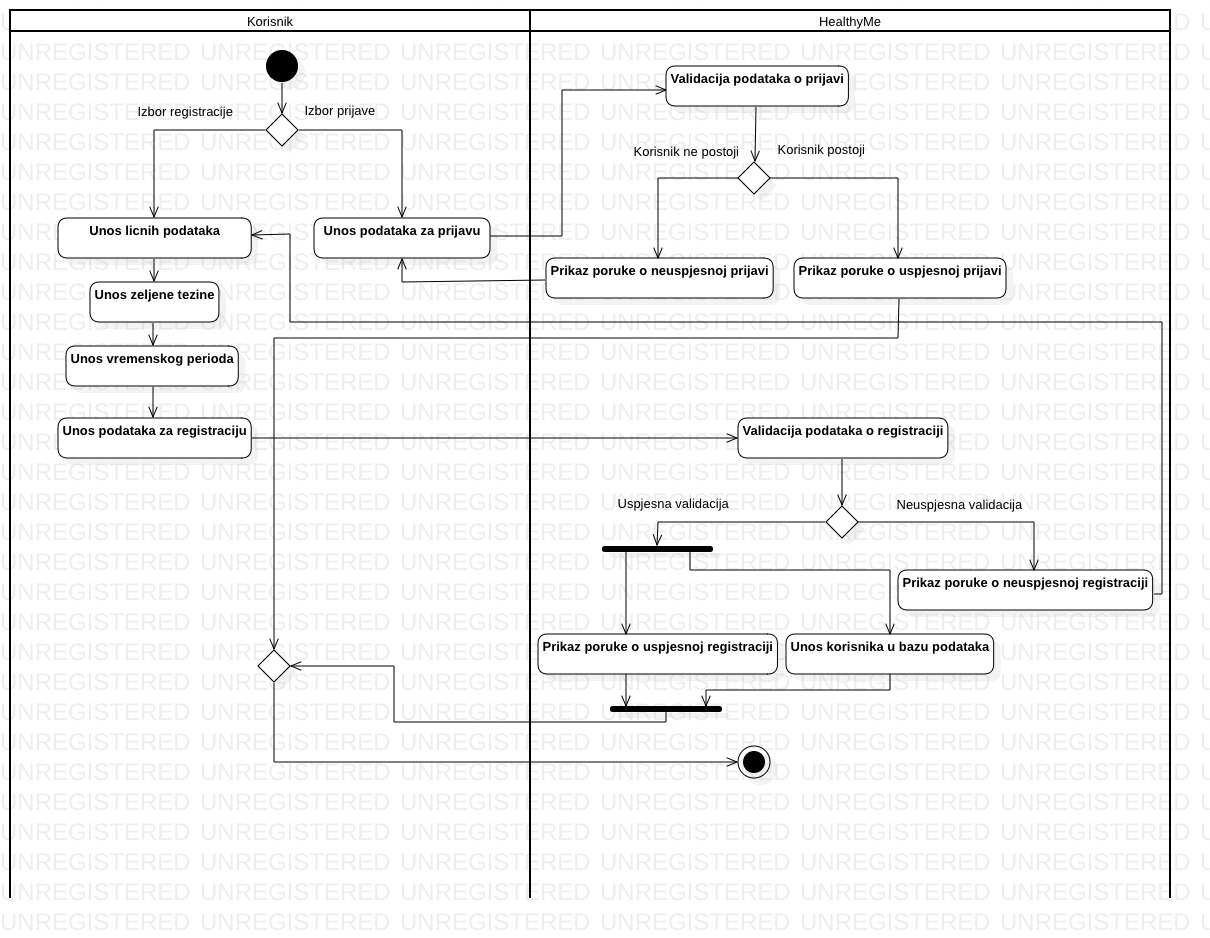 Korisnik
HealthyMe
Validacija podataka o prijavi
Izbor registracije
Izbor prijave
Korisnik ne postoji
Korisnik postoji
Unos licnih podataka
Unos podataka za prijavu
Prikaz poruke o neuspjesnoj prijavi
Prikaz poruke o uspjesnoj prijavi
Unos zeljene tezine
Unos vremenskog perioda
Unos podataka za registraciju
Validacija podataka o registraciji
Uspjesna validacija
Neuspjesna validacija
Prikaz poruke o neuspjesnoj registraciji
Prikaz poruke o uspjesnoj registraciji
Unos korisnika u bazu podataka
UNREGISTERED UNREGISTERED UNREGISTERED UNREGISTERED UNREGISTERED UNREGISTERED